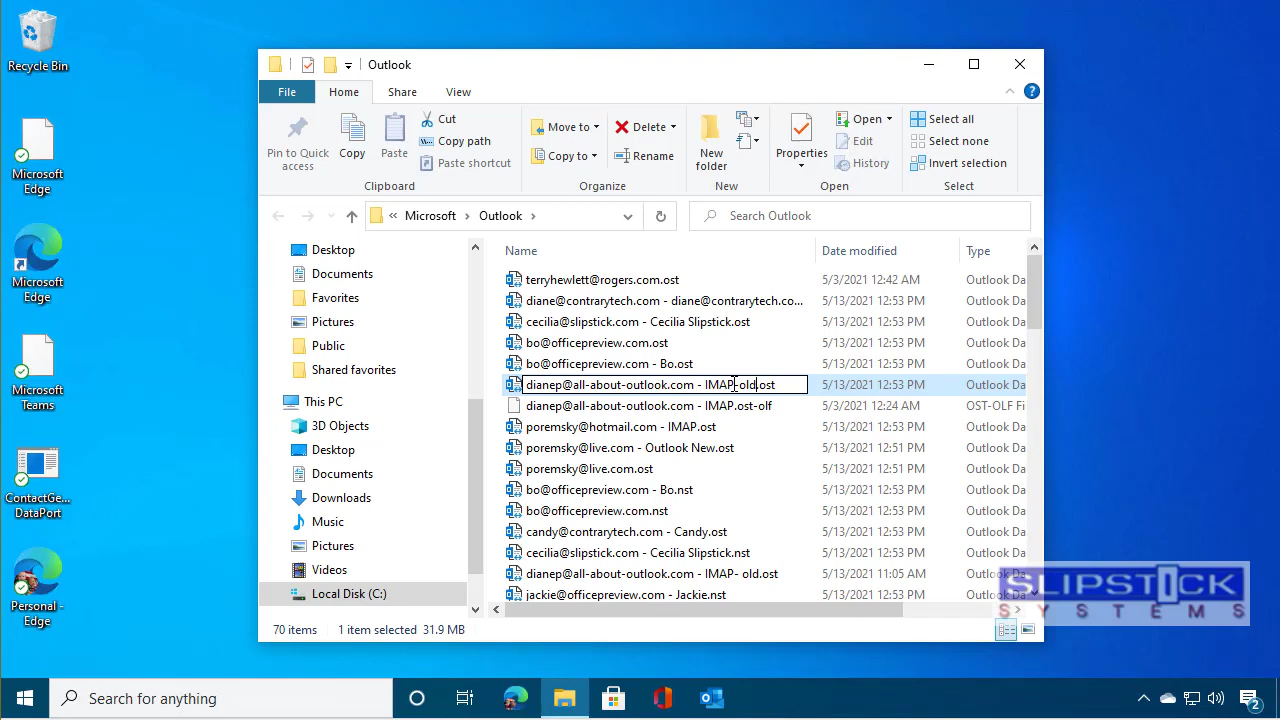 Recycle Bin
Microsoft
Edge
Microsoft
Edge
Microsoft
Teams
ContactGe...
DataPort
Personal -
Edge
Outlook
File
Home
Share
View
Pin to Quick
access
Copy
Paste
Cut
Copy path
Paste shortcut
Clipboard
Move to
Copy to
Delete
Rename
Organize
New
folder
New
Properties
Open
Edit
History
Open
Select all
Select none
Invert selection
Select
« Microsoft > Outlook >
Search Outlook
Desktop
Documents
Favorites
Pictures
Public
Shared favorites
This PC
3D Objects
Desktop
Documents
Downloads
Music
Pictures
Videos
Local Disk (C:)
Name Date modified Type
terryhewlett@rogers.com.ost 5/3/2021 12:42 AM Outlook Da
diane@contrarytech.com - diane@contrarytech.co... 5/13/2021 12:53 PM Outlook Da
cecilia@slipstick.com - Cecilia Slipstick.ost 5/13/2021 12:53 PM Outlook Da
bo@officepreview.com.ost 5/13/2021 12:53 PM Outlook Da
bo@officepreview.com - Bo.ost 5/13/2021 12:53 PM Outlook Da
dianep@all-about-outlook.com - IMAP- old.ost 5/13/2021 12:53 PM Outlook Da
dianep@all-about-outlook.com - IMAP.ost-olf 5/3/2021 12:24 AM OST-OLF Fi
poremsky@hotmail.com - IMAP.ost 5/13/2021 12:53 PM Outlook Da
poremsky@live.com - Outlook New.ost 5/13/2021 12:51 PM Outlook Da
poremsky@live.com.ost 5/13/2021 12:51 PM Outlook Da
bo@officepreview.com - Bo.nst 5/13/2021 12:53 PM Outlook Da
bo@officepreview.com.nst 5/13/2021 12:53 PM Outlook Da
candy@contrarytech.com - Candy.ost 5/13/2021 12:53 PM Outlook Da
cecilia@slipstick.com - Cecilia Slipstick.nst 5/13/2021 12:53 PM Outlook Da
dianep@all-about-outlook.com - IMAP- old.ost 5/13/2021 11:05 AM Outlook Da
jackie@officepreview.com - Jackie.nst 5/13/2021 12:53 PM Outlook Da
70 items 1 item selected 31.9 MB
SLIPSTICK
SYSTEMS
Search for anything
2